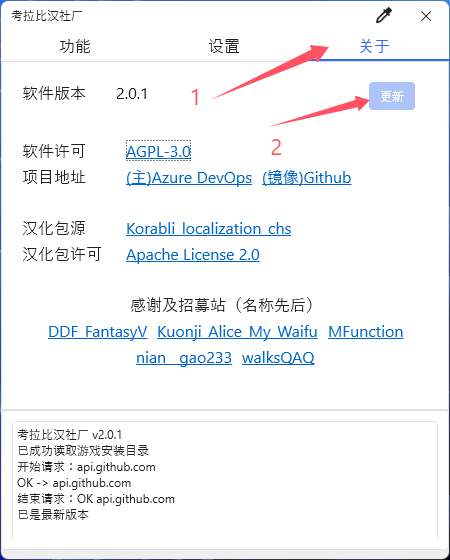 考拉比汉社厂
功能 设置 关于
软件版本 2.0.1 1 更新
2
软件许可 AGPL-3.0
项目地址 (主)Azure DevOps (镜像)Github
汉化包源 Korabli_localization_chs
汉化包许可 Apache License 2.0
感谢及招募站（名称先后）
DDF_FantasyV Kuonji_Alice_My_Waifu MFunction
nian__gao233 walksQAQ
考拉比汉社厂 v2.0.1
已成功读取游戏安装目录
开始请求：api.github.com
OK -> api.github.com
结束请求：OK api.github.com
已是最新版本